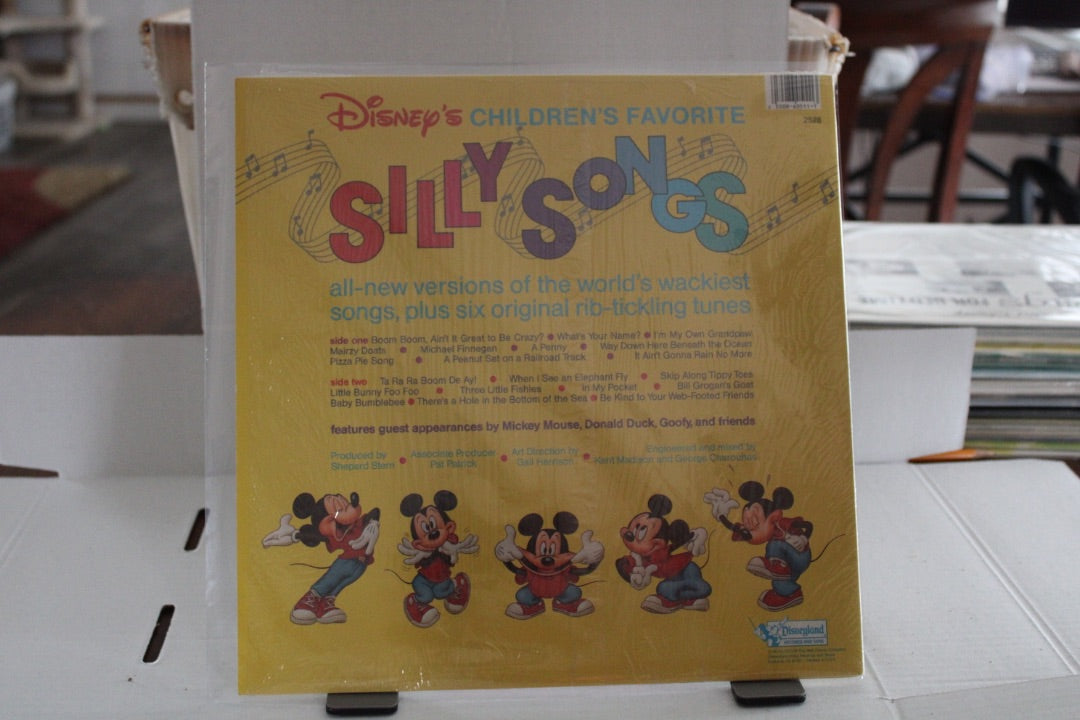 Disney's CHILDREN'S FAVORITE
2528
SILLY SONGS
all-new versions of the world's wackiest
songs, plus six original rib-tickling tunes
side one Boom Boom, Ain't It Great to Be Crazy? • What's Your Name? • I'm My Own Grandpaw
Mairzy Doats • Michael Finnegan • A Penny • Way Down Here Beneath the Ocean
Pizza Pie Song • A Peanut Sat on a Railroad Track • It Ain't Gonna Rain No More
side two Ta Ra Ra Boom De Ay! • When I See an Elephant Fly • Skip Along Tippy Toes
Little Bunny Foo Foo • Three Little Fishies • In My Pocket • Bill Grogan's Goat
Baby Bumblebee • There's a Hole in the Bottom of the Sea • Be Kind to Your Web-Footed Friends
features guest appearances by Mickey Mouse, Donald Duck, Goofy, and friends
Produced by • Associate Producer • Art Direction by • Engineered and mixed by
Shepard Stern Pat Patrick Gail Harrison Kent Madison and George Charouhas
Disneyland
RECORDS AND TAPES